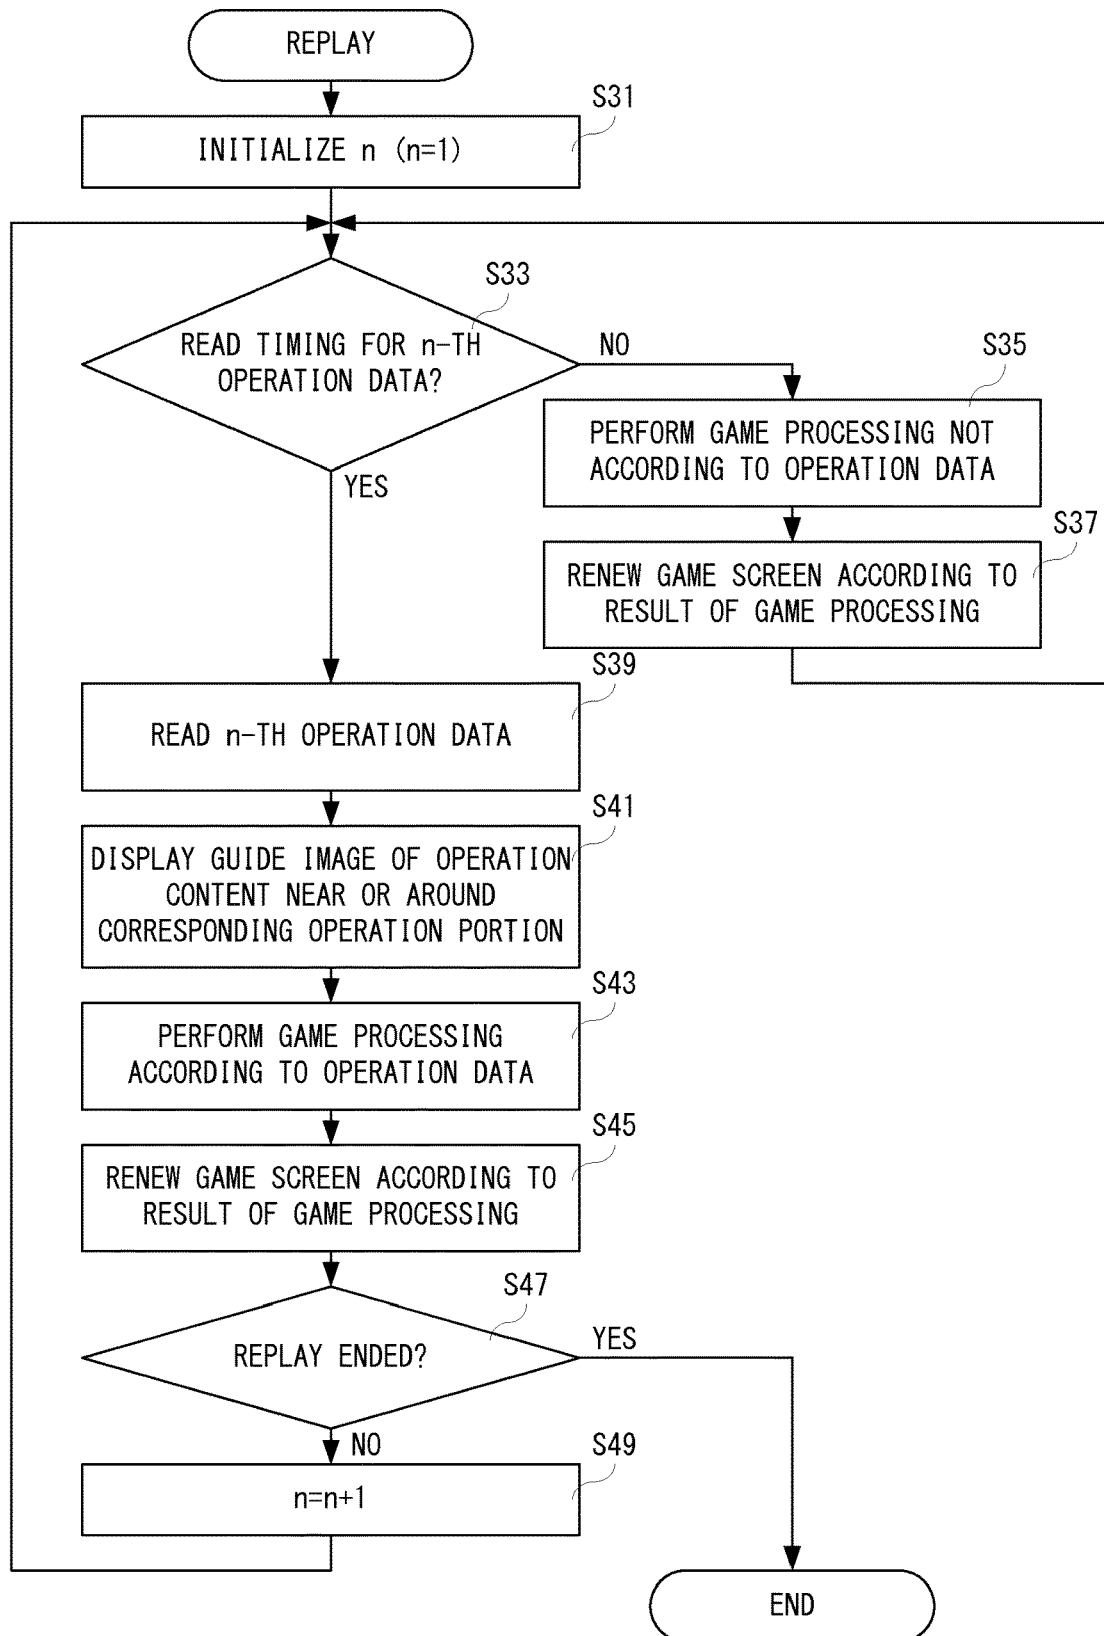 REPLAY
S31
INITIALIZE n (n=1)
S33
READ TIMING FOR n-TH
OPERATION DATA?
NO
S35
PERFORM GAME PROCESSING NOT
ACCORDING TO OPERATION DATA
YES
S37
RENEW GAME SCREEN ACCORDING TO
RESULT OF GAME PROCESSING
S39
READ n-TH OPERATION DATA
S41
DISPLAY GUIDE IMAGE OF OPERATION
CONTENT NEAR OR AROUND
CORRESPONDING OPERATION PORTION
S43
PERFORM GAME PROCESSING
ACCORDING TO OPERATION DATA
S45
RENEW GAME SCREEN ACCORDING TO
RESULT OF GAME PROCESSING
S47
REPLAY ENDED?
YES
NO
S49
n=n+1
END